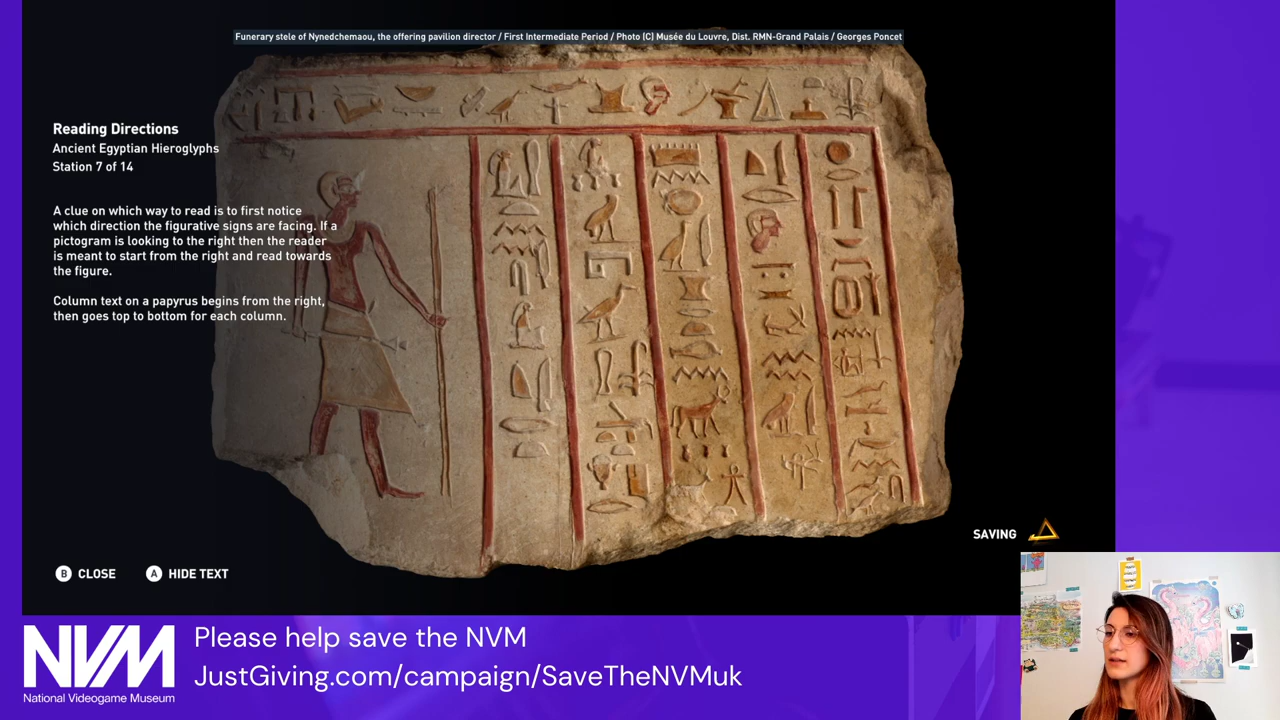 Funerary stele of Nynedchemaou, the offering pavilion director / First Intermediate Period / Photo (C) Musée du Louvre, Dist. RMN-Grand Palais / Georges Poncet
Reading Directions
Ancient Egyptian Hieroglyphs
Station 7 of 14
A clue on which way to read is to first notice
which direction the figurative signs are facing. If a
pictogram is looking to the right then the reader
is meant to start from the right and read towards
the figure.
Column text on a papyrus begins from the right,
then goes top to bottom for each column.
SAVING
B CLOSE A HIDE TEXT
NVM
National Videogame Museum
Please help save the NVM
JustGiving.com/campaign/SaveTheNVMuk